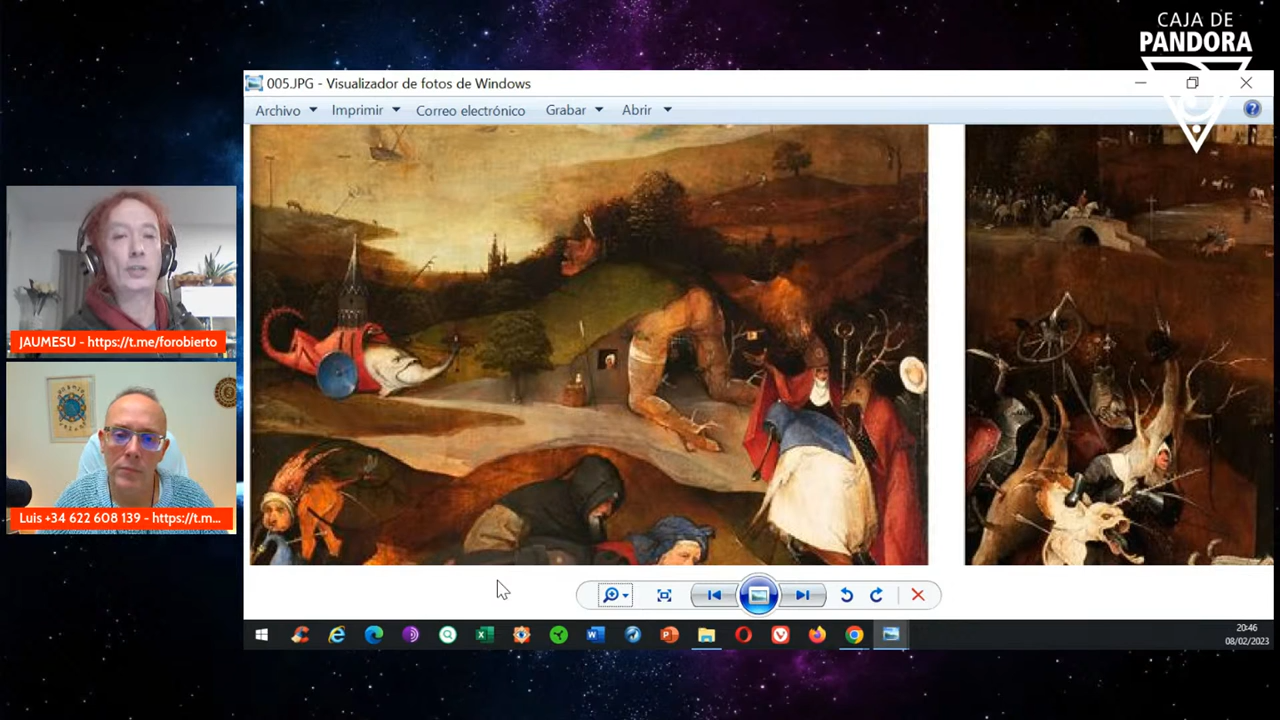 CAJA DE
PANDORA
005.JPG - Visualizador de fotos de Windows
Archivo Imprimir Correo electrónico Grabar Abrir
JAUMESU - https://t.me/forobierto
Luis +34 622 608 139 - https://t.m...
20:46
08/02/2023